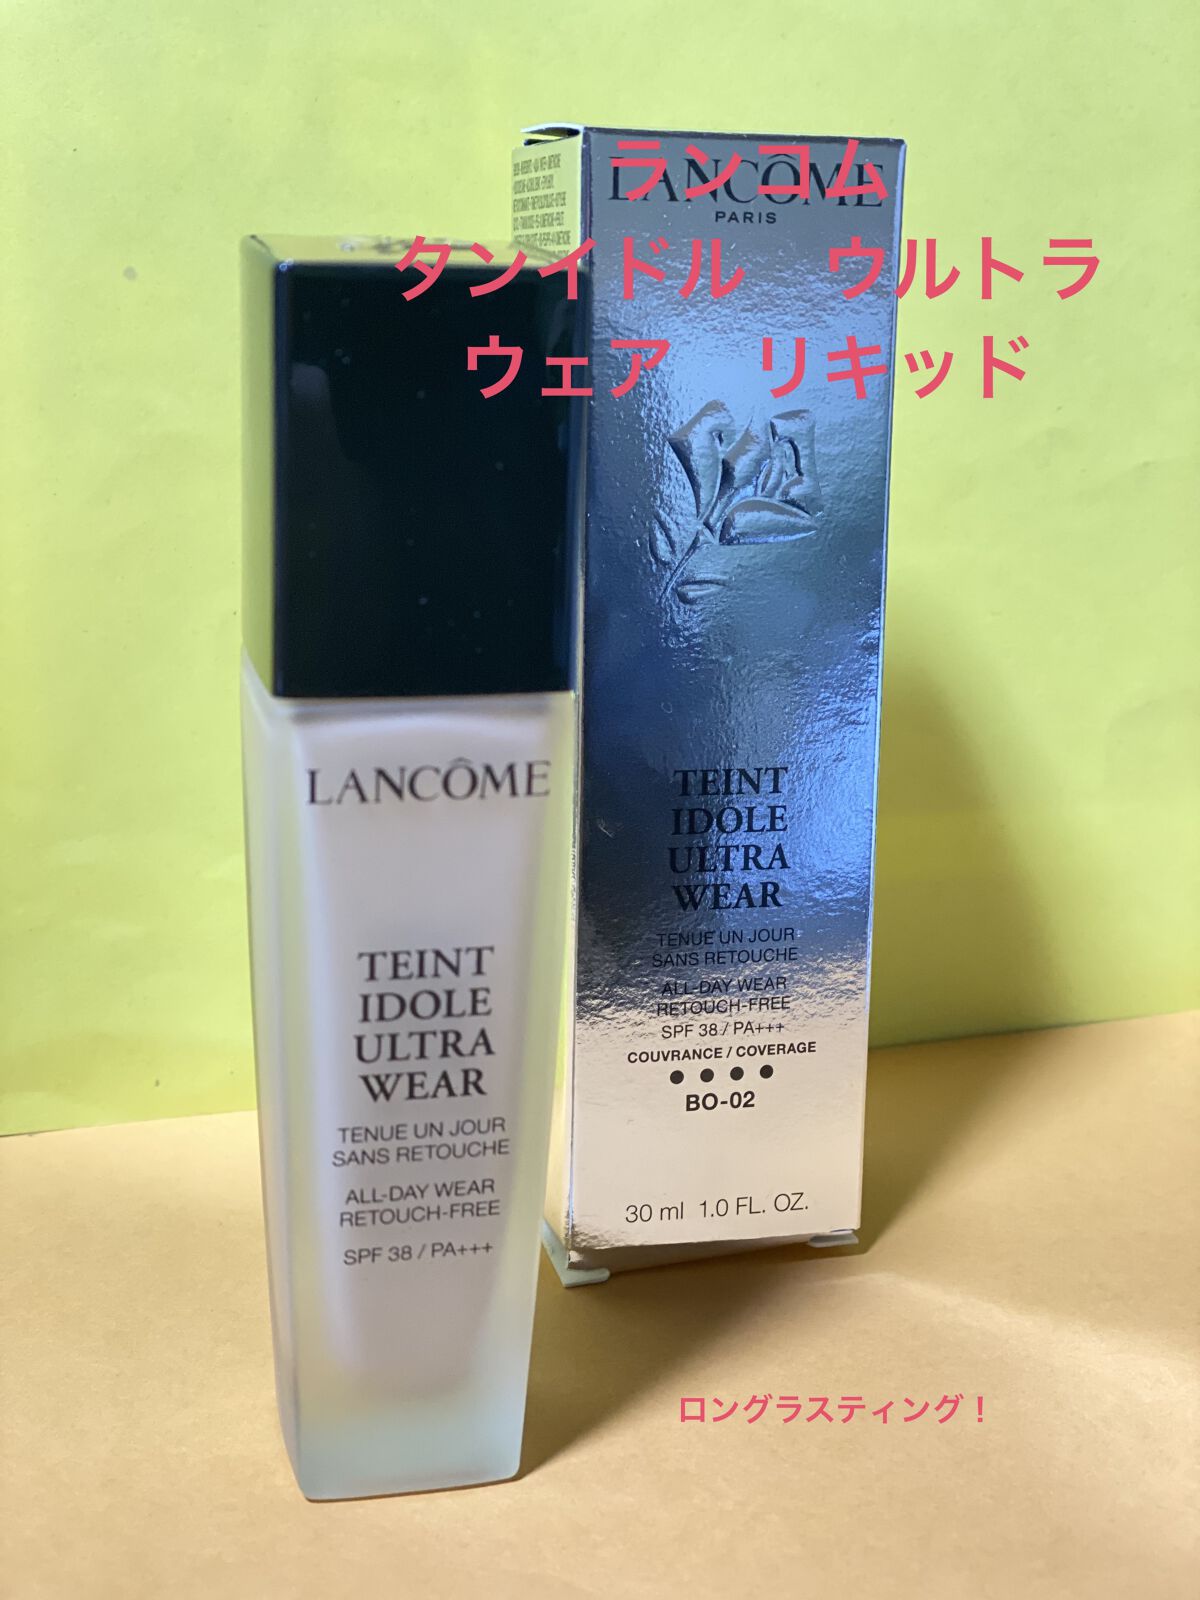 ランコム
タンイドル　ウルトラ
ウェア　リキッド
LANCÔME
PARIS
TEINT
IDOLE
ULTRA
WEAR
TENUE UN JOUR
SANS RETOUCHE
ALL-DAY WEAR
RETOUCH-FREE
SPF 38 / PA+++
COUVRANCE / COVERAGE
BO-02
30 ml 1.0 FL. OZ.
LANCÔME
TEINT
IDOLE
ULTRA
WEAR
TENUE UN JOUR
SANS RETOUCHE
ALL-DAY WEAR
RETOUCH-FREE
SPF 38 / PA+++
ロングラスティング！